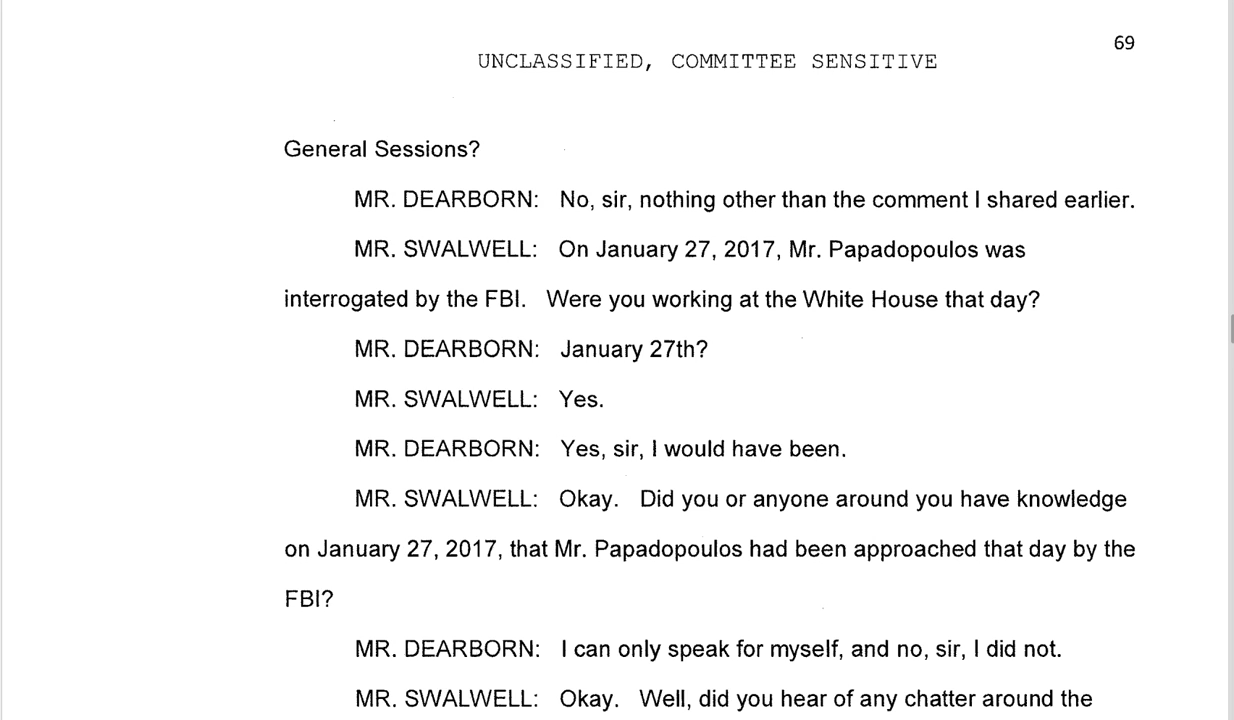 69
UNCLASSIFIED, COMMITTEE SENSITIVE
General Sessions?
MR. DEARBORN: No, sir, nothing other than the comment I shared earlier.
MR. SWALWELL: On January 27, 2017, Mr. Papadopoulos was
interrogated by the FBI. Were you working at the White House that day?
MR. DEARBORN: January 27th?
MR. SWALWELL: Yes.
MR. DEARBORN: Yes, sir, I would have been.
MR. SWALWELL: Okay. Did you or anyone around you have knowledge
on January 27, 2017, that Mr. Papadopoulos had been approached that day by the
FBI?
MR. DEARBORN: I can only speak for myself, and no, sir, I did not.
MR. SWALWELL: Okay. Well, did you hear of any chatter around the